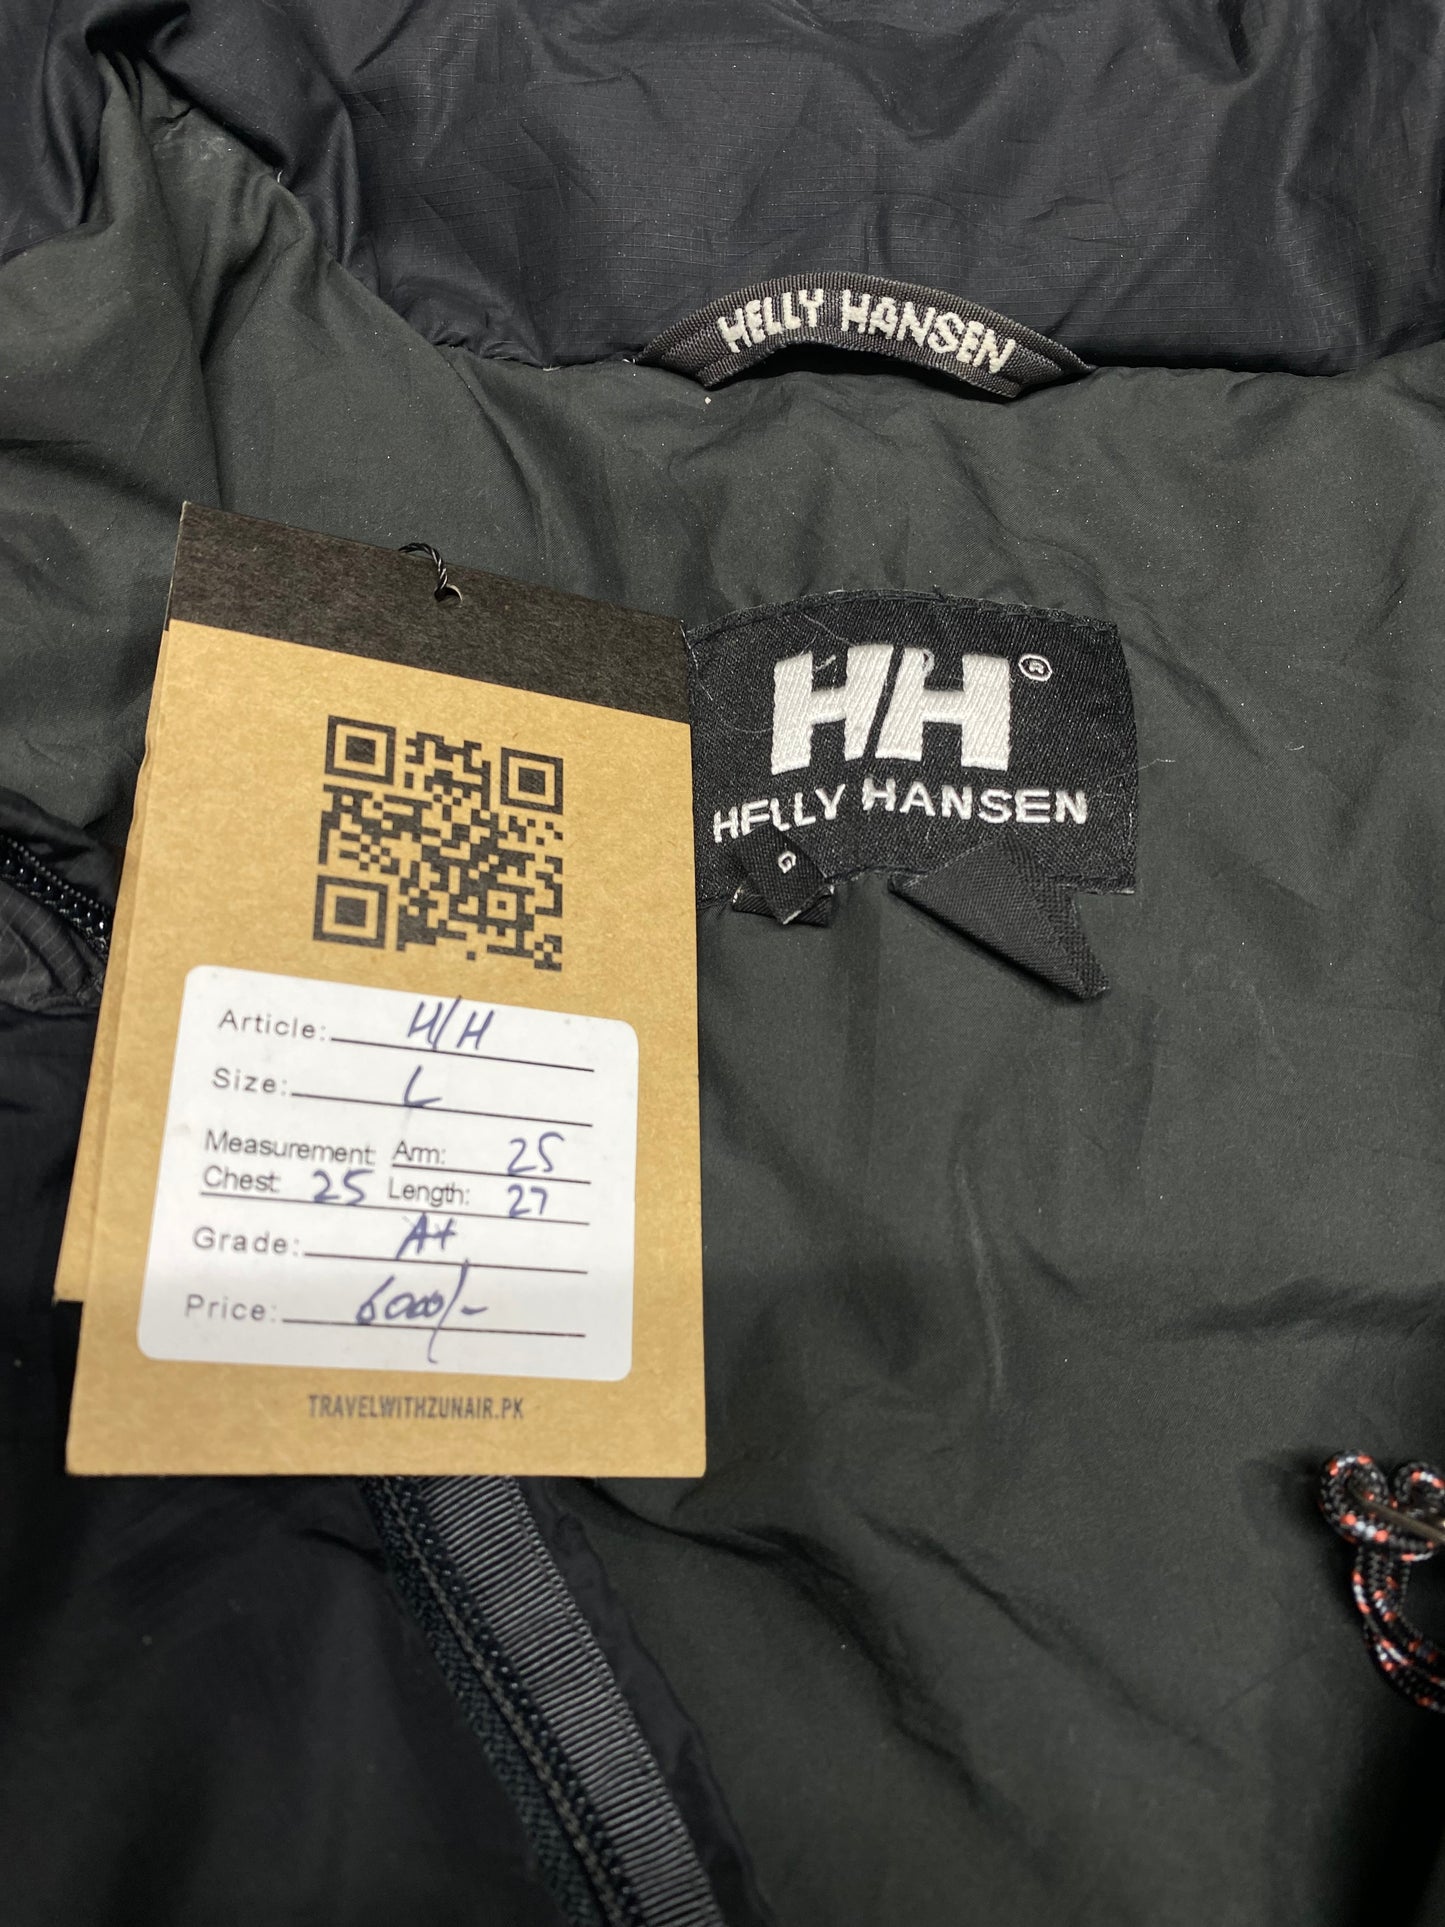 HELLY HANSEN
HH®
HELLY HANSEN
G
Article: H/H
Size: L
Measurement: Arm: 25
Chest: 25 Length: 27
Grade: A+
Price: 6000/-
TRAVELWITHZUNAIR.PK